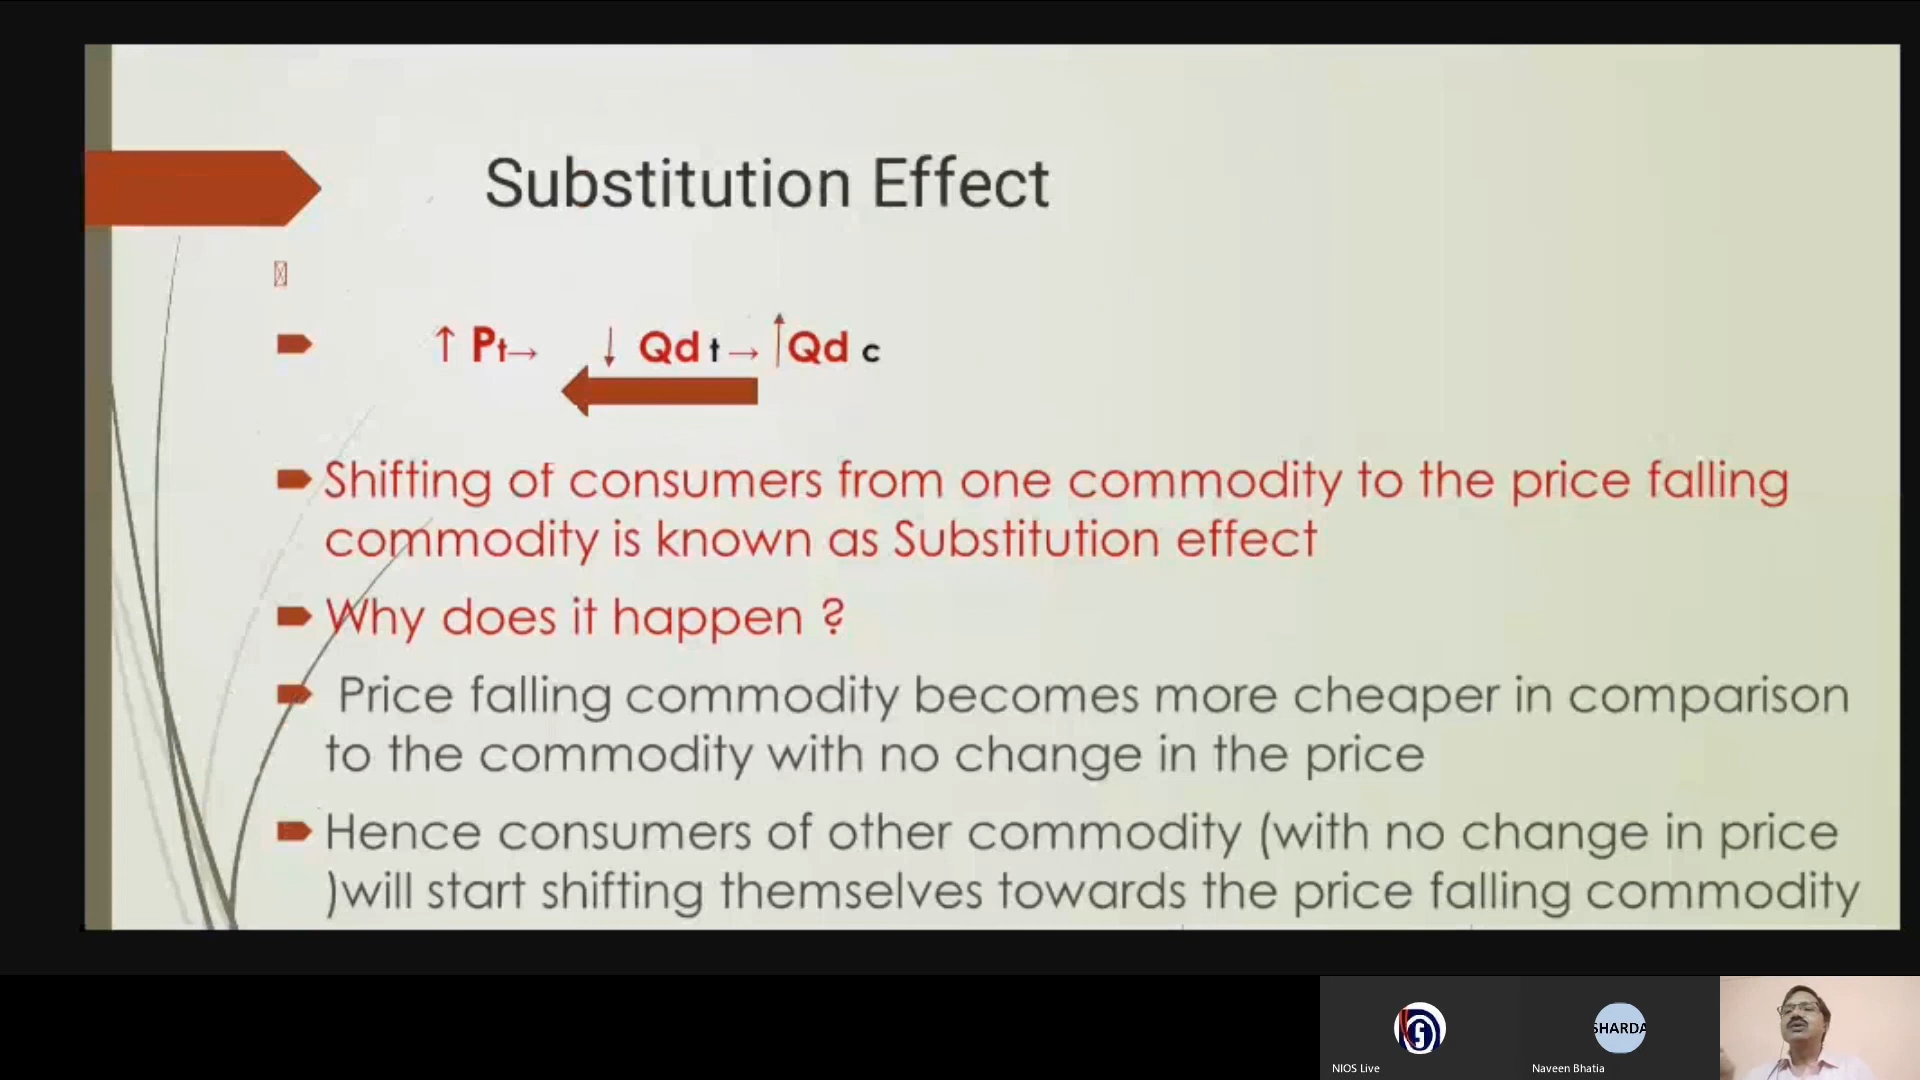 Substitution Effect
↑ Pt→ ↓ Qd t→ ↑Qd c
Shifting of consumers from one commodity to the price falling
commodity is known as Substitution effect
Why does it happen ?
Price falling commodity becomes more cheaper in comparison
to the commodity with no change in the price
Hence consumers of other commodity (with no change in price
)will start shifting themselves towards the price falling commodity
SHARDA
NIOS Live
Naveen Bhatia